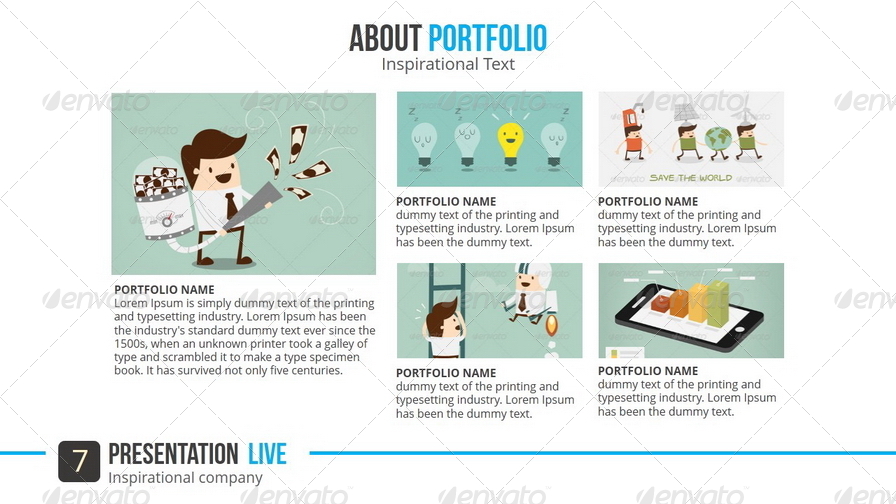 ABOUT PORTFOLIO
Inspirational Text
SAVE THE WORLD
PORTFOLIO NAME
Lorem Ipsum is simply dummy text of the printing
and typesetting industry. Lorem Ipsum has been
the industry's standard dummy text ever since the
1500s, when an unknown printer took a galley of
type and scrambled it to make a type specimen
book. It has survived not only five centuries.
PORTFOLIO NAME
dummy text of the printing and
typesetting industry. Lorem Ipsum
has been the dummy text.
PORTFOLIO NAME
dummy text of the printing and
typesetting industry. Lorem Ipsum
has been the dummy text.
PORTFOLIO NAME
dummy text of the printing and
typesetting industry. Lorem Ipsum
has been the dummy text.
PORTFOLIO NAME
dummy text of the printing and
typesetting industry. Lorem Ipsum
has been the dummy text.
7
PRESENTATION LIVE
Inspirational company
envato